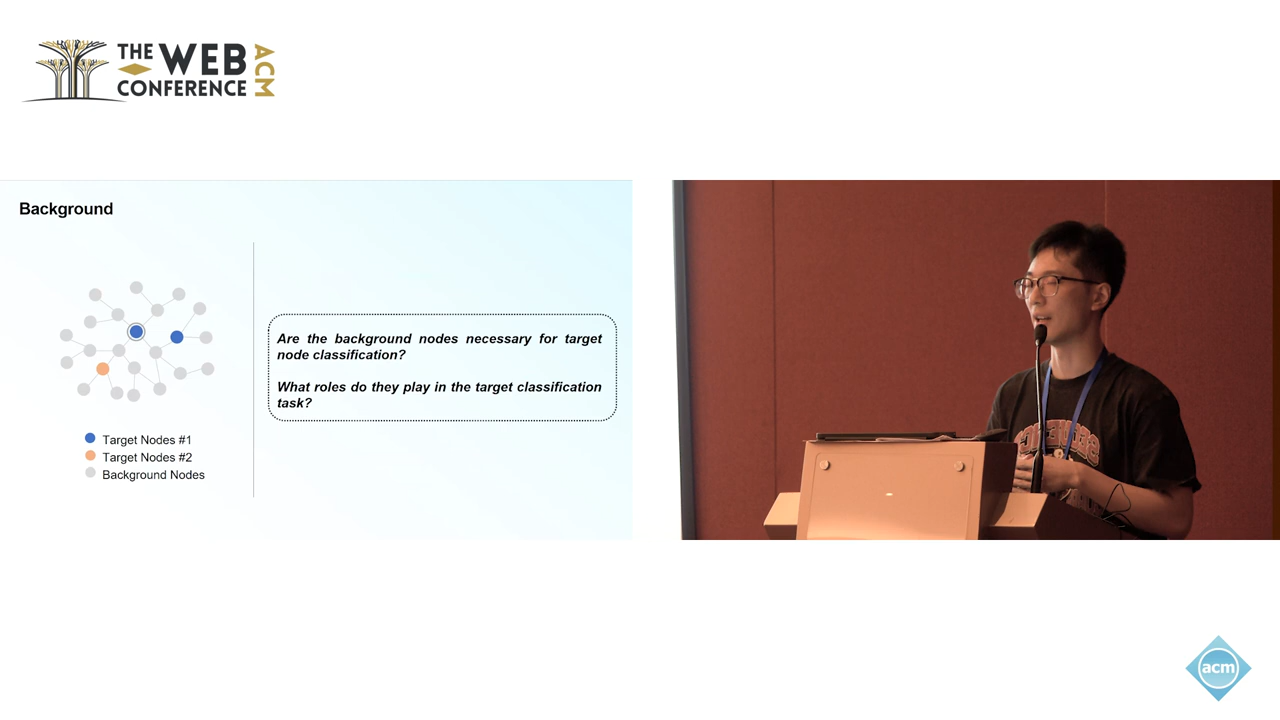 THE WEB
CONFERENCE
ACM
Background
Are the background nodes necessary for target
node classification?
What roles do they play in the target classification
task?
Target Nodes #1
Target Nodes #2
Background Nodes
acm